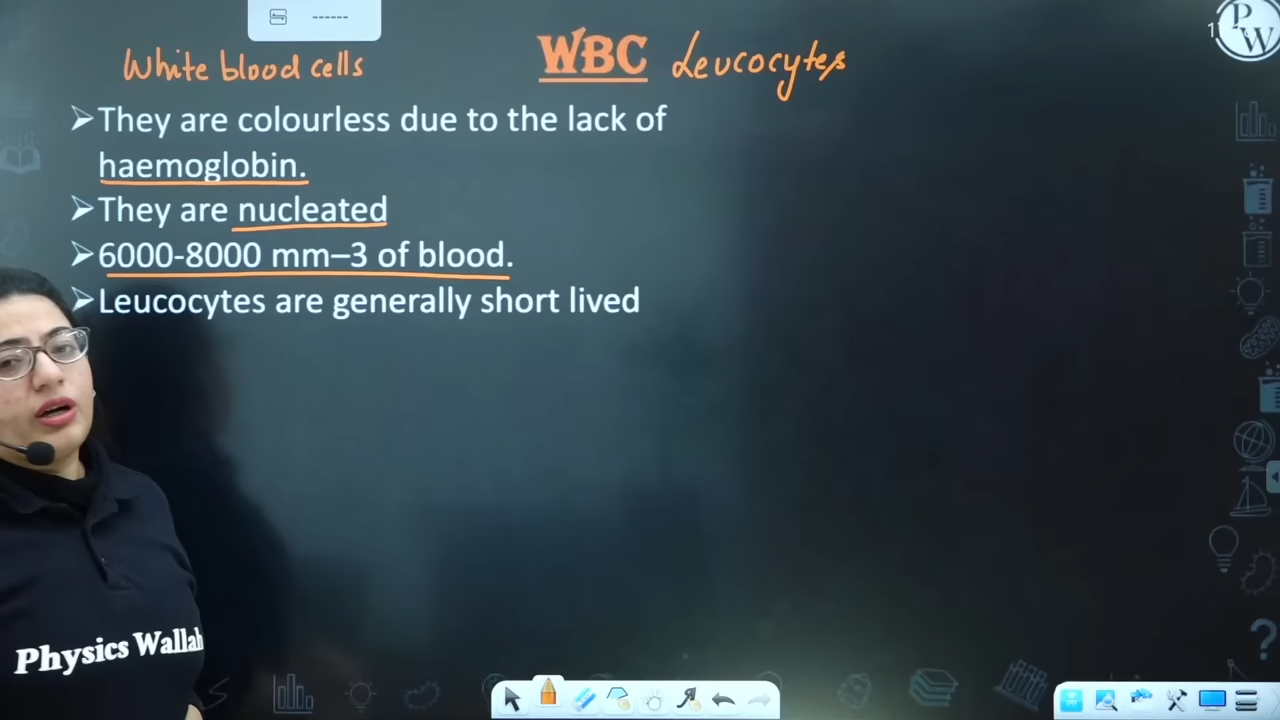 ------
White blood cells
WBC Leucocytes
➢They are colourless due to the lack of
haemoglobin.
➢They are nucleated
➢6000-8000 mm–3 of blood.
➢Leucocytes are generally short lived
PW
Physics Wallah
?